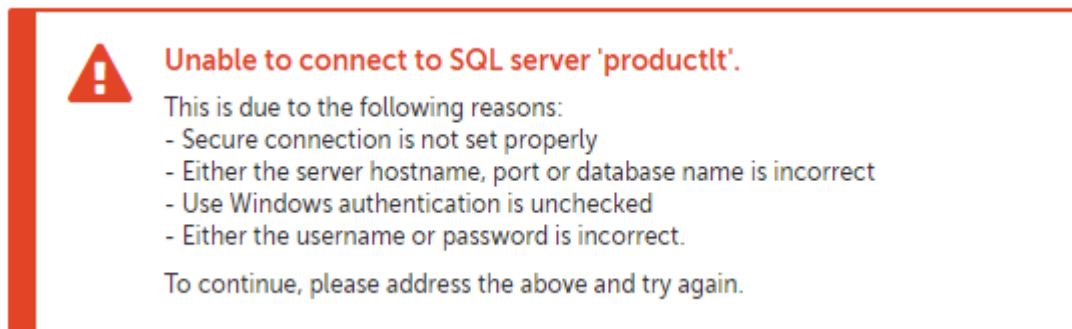 Unable to connect to SQL server 'productlt'.
This is due to the following reasons:
- Secure connection is not set properly
- Either the server hostname, port or database name is incorrect
- Use Windows authentication is unchecked
- Either the username or password is incorrect.
To continue, please address the above and try again.